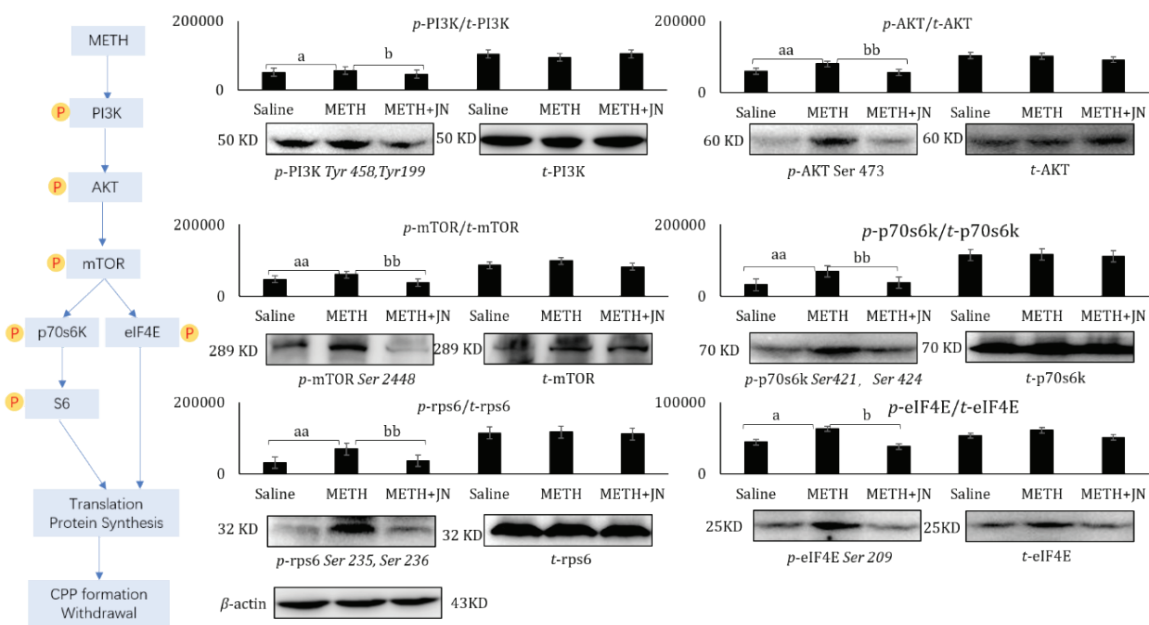 METH
P
PI3K
P
AKT
P
mTOR
P
p70s6K
eIF4E
P
P
S6
Translation
Protein Synthesis
CPP formation
Withdrawal
p-PI3K/t-PI3K
200000
0
a
b
Saline METH METH+JN Saline METH METH+JN
50 KD
50 KD
p-PI3K Tyr 458,Tyr199
t-PI3K
p-AKT/t-AKT
200000
0
aa
bb
Saline METH METH+JN Saline METH METH+JN
60 KD
60 KD
p-AKT Ser 473
t-AKT
p-mTOR/t-mTOR
200000
0
aa
bb
Saline METH METH+JN Saline METH METH+JN
289 KD
289 KD
p-mTOR Ser 2448
t-mTOR
p-p70s6k/t-p70s6k
200000
0
aa
bb
Saline METH METH+JN Saline METH METH+JN
70 KD
70 KD
p-p70s6k Ser421、Ser 424
t-p70s6k
p-rps6/t-rps6
200000
0
aa
bb
Saline METH METH+JN Saline METH METH+JN
32 KD
32 KD
p-rps6 Ser 235, Ser 236
t-rps6
p-eIF4E/t-eIF4E
100000
0
a
b
Saline METH METH+JN Saline METH METH+JN
25KD
25KD
p-eIF4E Ser 209
t-eIF4E
β-actin
43KD